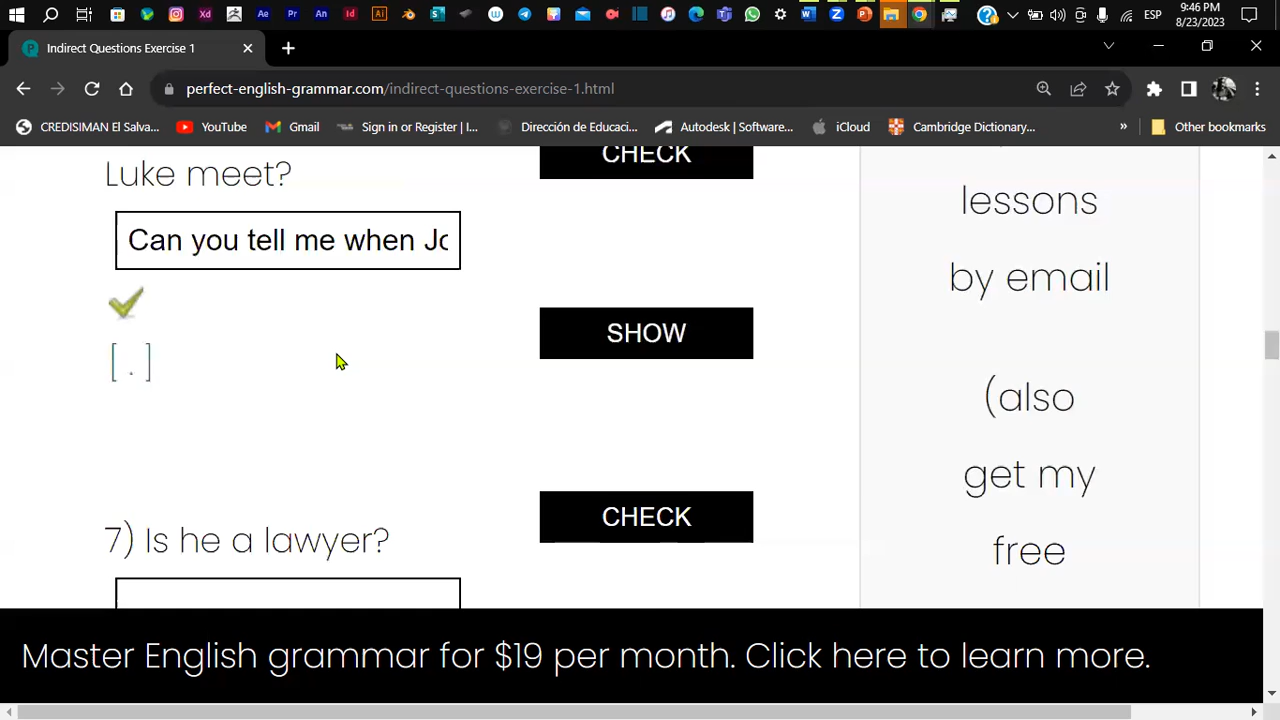 9:46 PM
ESP
8/23/2023
Indirect Questions Exercise 1
perfect-english-grammar.com/indirect-questions-exercise-1.html
CREDISIMAN El Salva...
YouTube
Gmail
Sign in or Register | I...
Dirección de Educaci...
Autodesk | Software...
iCloud
Cambridge Dictionary...
»
Other bookmarks
Luke meet?
CHECK
Can you tell me when Jo
SHOW
[ . ]
CHECK
7) Is he a lawyer?
lessons
by email
(also
get my
free
Master English grammar for $19 per month. Click here to learn more.